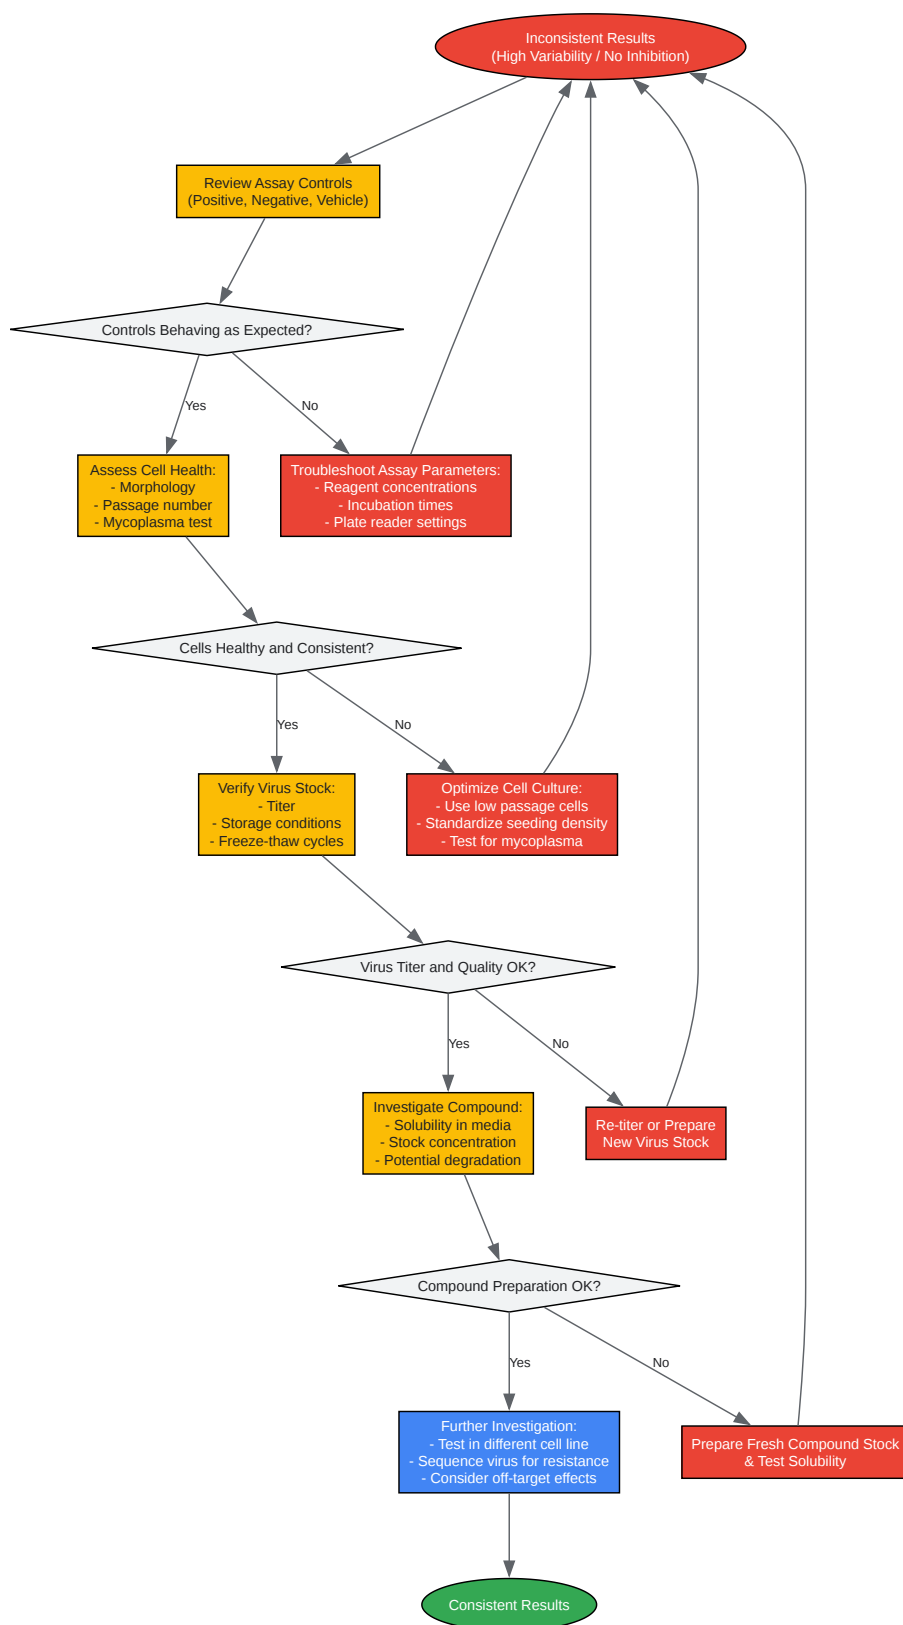 Inconsistent Results
(High Variability / No Inhibition)
Review Assay Controls
(Positive, Negative, Vehicle)
Controls Behaving as Expected?
Yes
No
Assess Cell Health:
- Morphology
- Passage number
- Mycoplasma test
Troubleshoot Assay Parameters:
- Reagent concentrations
- Incubation times
- Plate reader settings
Cells Healthy and Consistent?
Yes
No
Verify Virus Stock:
- Titer
- Storage conditions
- Freeze-thaw cycles
Optimize Cell Culture:
- Use low passage cells
- Standardize seeding density
- Test for mycoplasma
Virus Titer and Quality OK?
Yes
No
Investigate Compound:
- Solubility in media
- Stock concentration
- Potential degradation
Re-titer or Prepare
New Virus Stock
Compound Preparation OK?
Yes
No
Further Investigation:
- Test in different cell line
- Sequence virus for resistance
- Consider off-target effects
Prepare Fresh Compound Stock
& Test Solubility
Consistent Results